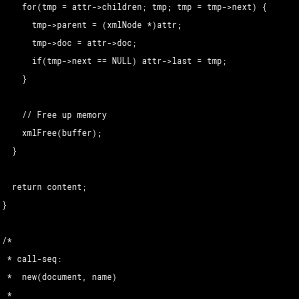 for(tmp = attr->children; tmp; tmp = tmp->next) {
tmp->parent = (xmlNode *)attr;
tmp->doc = attr->doc;
if(tmp->next == NULL) attr->last = tmp;
}
// Free up memory
xmlFree(buffer);
}
return content;
}
/*
* call-seq:
* new(document, name)
*